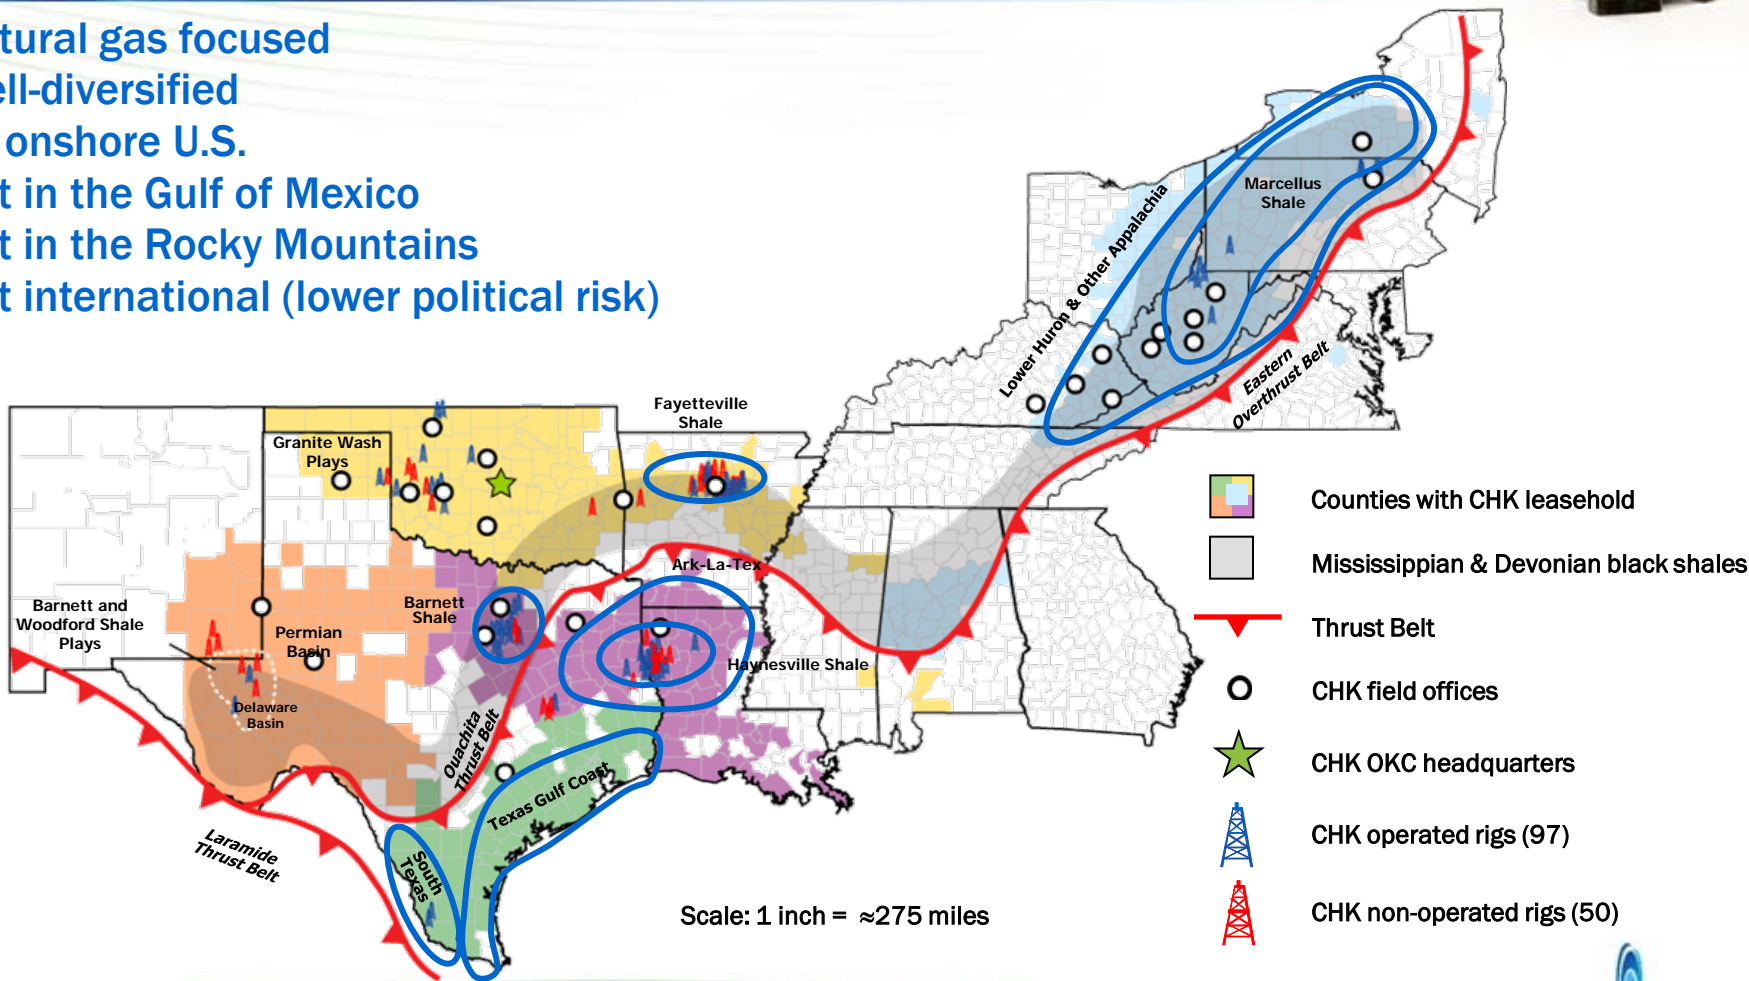 tural gas focused
ell-diversified
onshore U.S.
t in the Gulf of Mexico
t in the Rocky Mountains
t international (lower political risk)
Marcellus
Shale
Lower Huron & Other Appalachia
Eastern
Overthrust Belt
Fayetteville
Shale
Granite Wash
Plays
Ark-La-Tex
Barnett
Shale
Barnett and
Woodford Shale
Plays
Permian
Basin
Haynesville Shale
Delaware
Basin
Ouachita
Thrust Belt
Texas Gulf Coast
South
Texas
Laramide
Thrust Belt
Scale: 1 inch = ≈275 miles
Counties with CHK leasehold
Mississippian & Devonian black shales
Thrust Belt
CHK field offices
CHK OKC headquarters
CHK operated rigs (97)
CHK non-operated rigs (50)